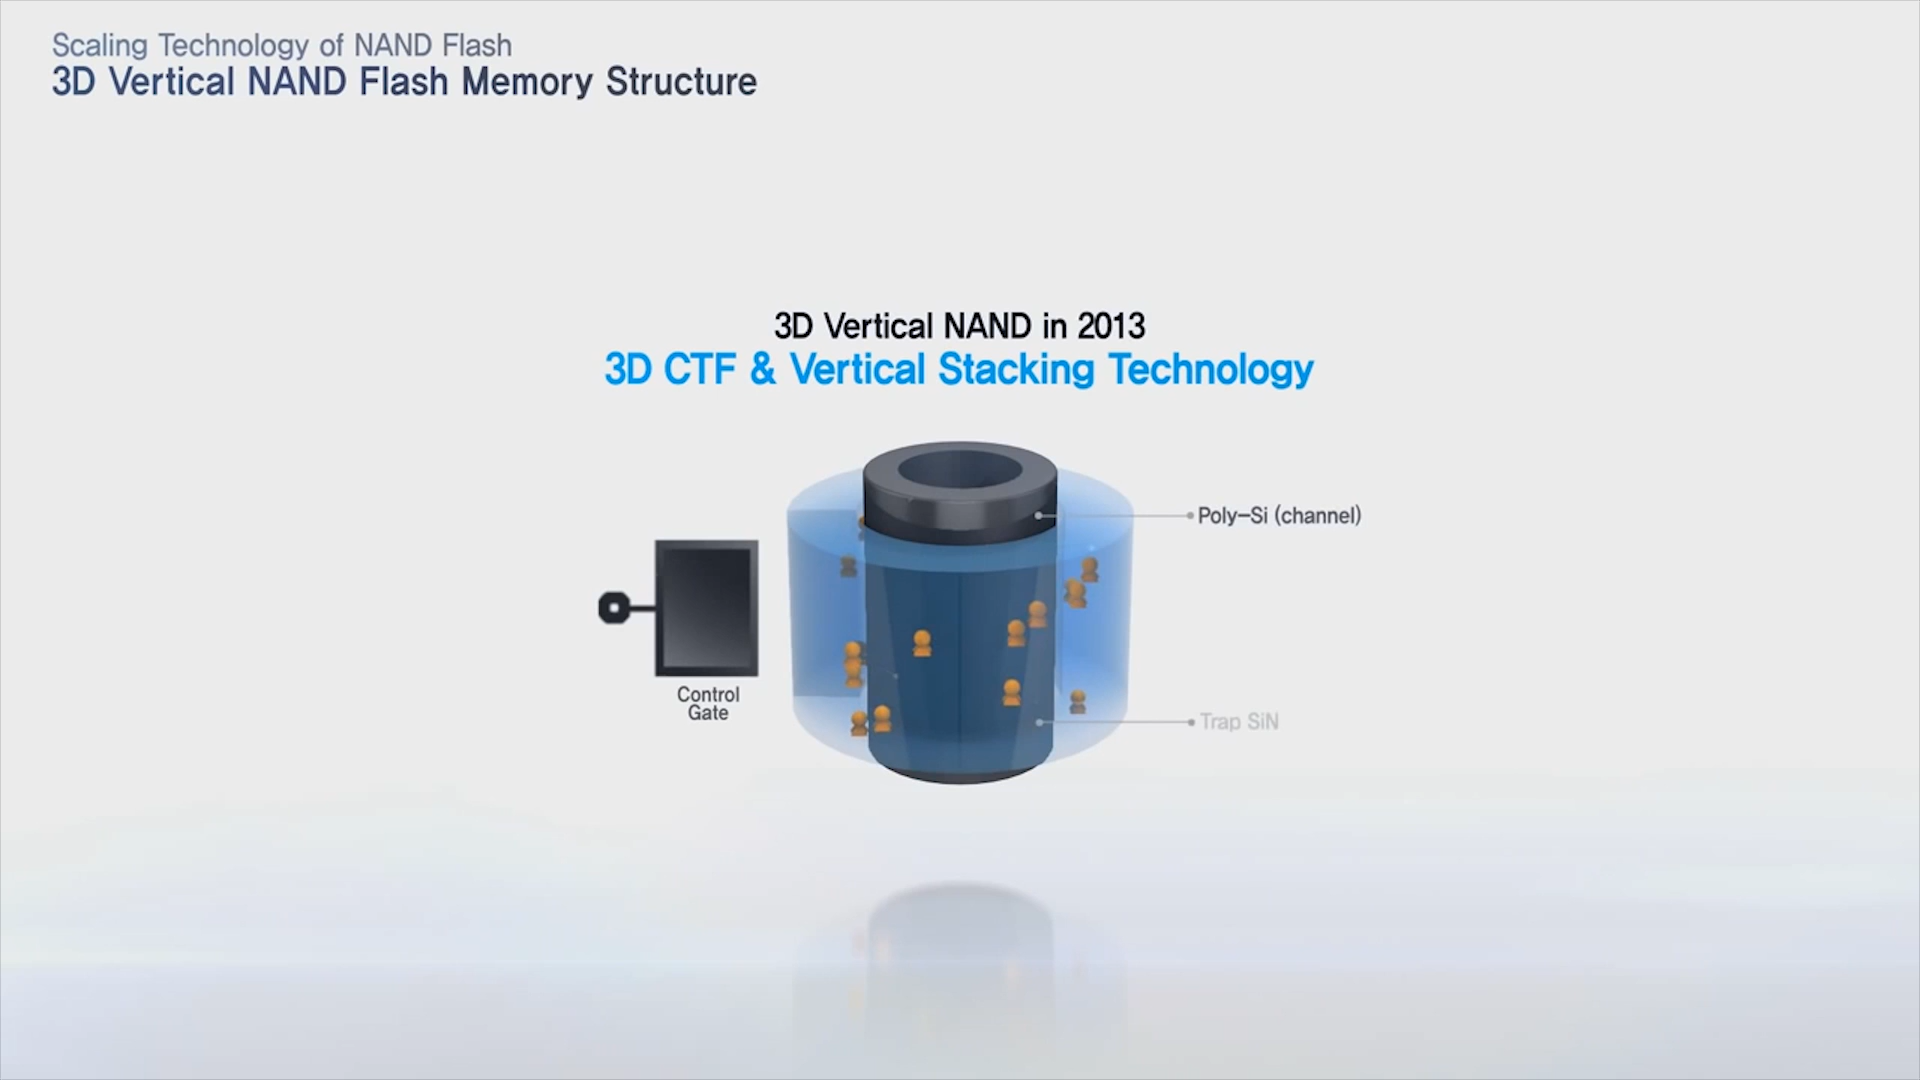 Scaling Technology of NAND Flash
3D Vertical NAND Flash Memory Structure
3D Vertical NAND in 2013
3D CTF & Vertical Stacking Technology
Poly-Si (channel)
Control
Gate
Trap SiN